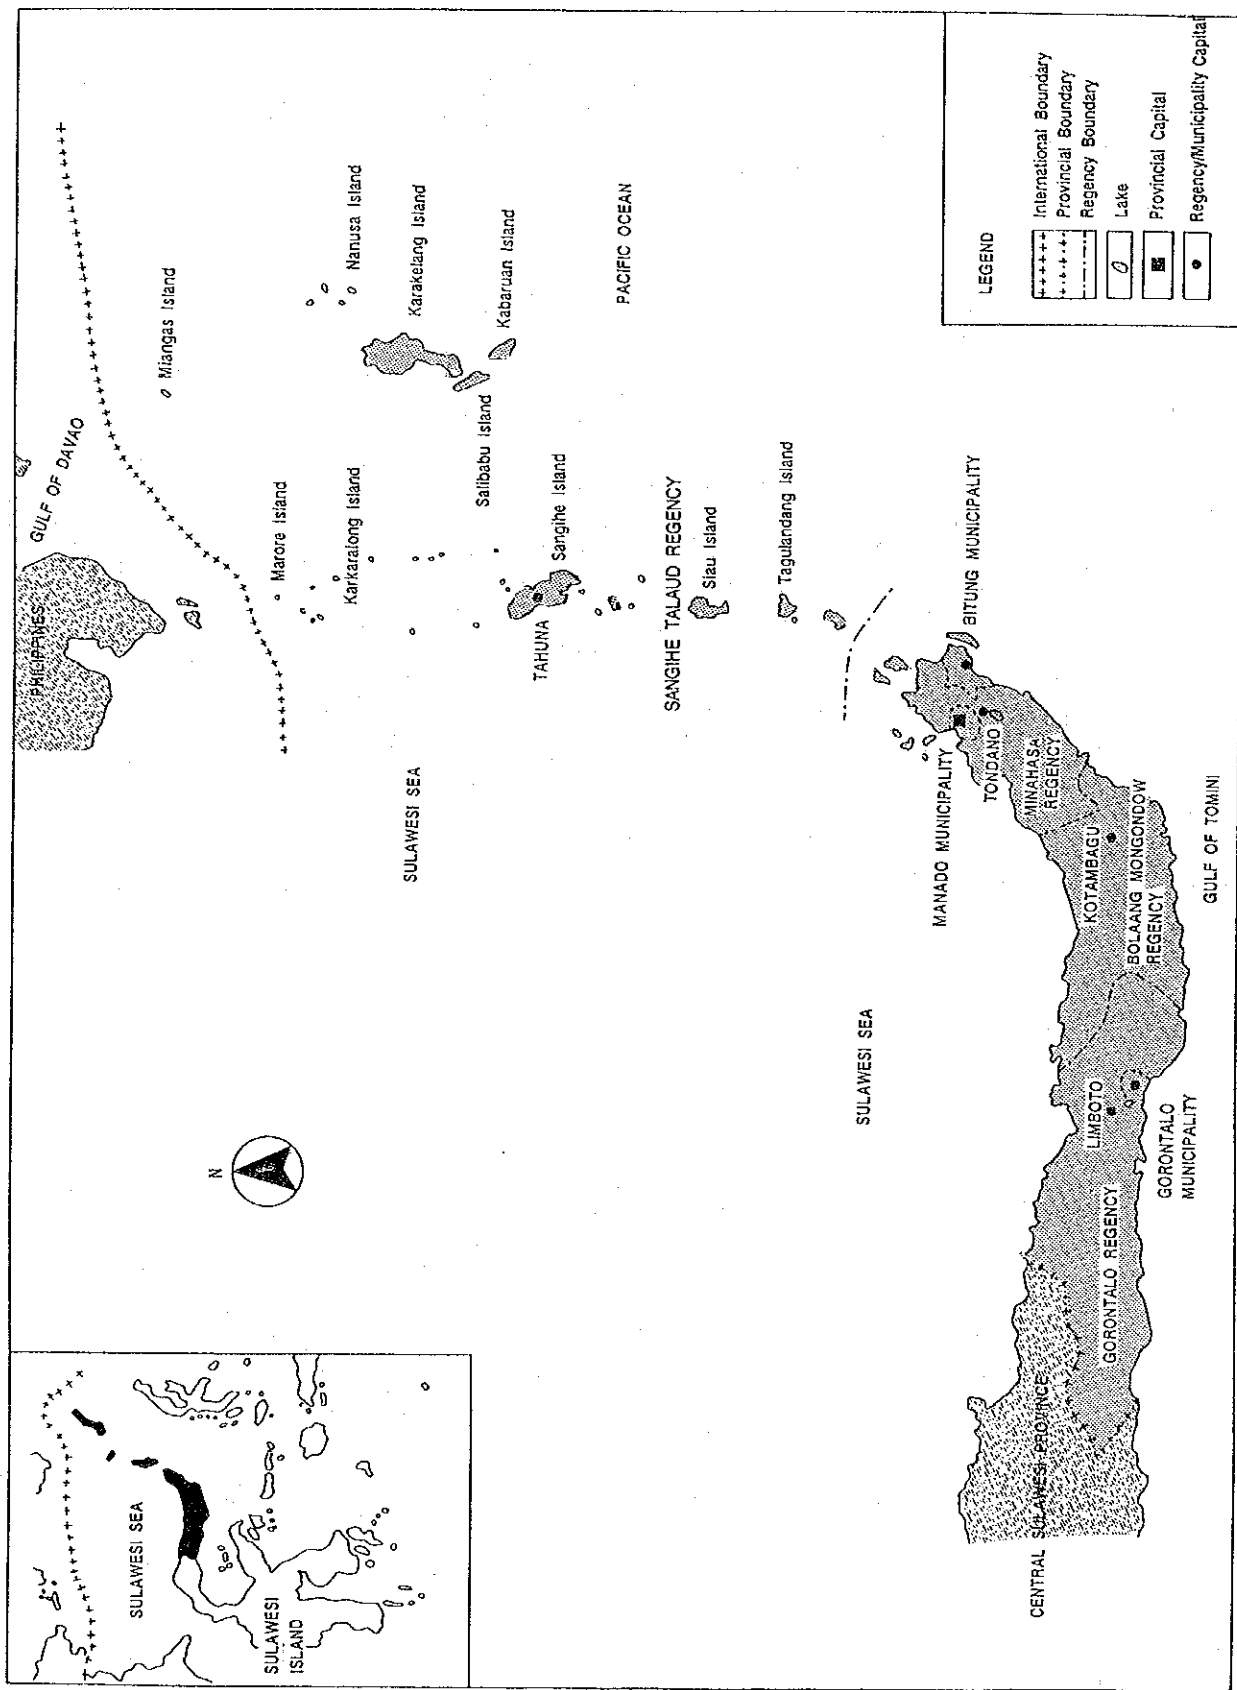 PHILIPPINES
GULF OF DAVAO
Miangas Island
Marore Island
Karkaralong Island
Nanusa Island
Karakelang Island
Salibabu Island
Kabaruan Island
TAHUNA
Sangihe Island
PACIFIC OCEAN
SULAWESI SEA
SANGIHE TALAUD REGENCY
Siau Island
Tagulandang Island
N
SULAWESI SEA
MANADO MUNICIPALITY
BITUNG MUNICIPALITY
TONDANO
MINAHASA
REGENCY
KOTAMBAGU
BOLAANG MONGONDOW
REGENCY
GULF OF TOMINI
LIMBOTO
GORONTALO
MUNICIPALITY
GORONTALO REGENCY
CENTRAL SULAWESI PROVINCE
SULAWESI SEA
SULAWESI
ISLAND
LEGEND
International Boundary
Provincial Boundary
Regency Boundary
Lake
Provincial Capital
Regency/Municipality Capital